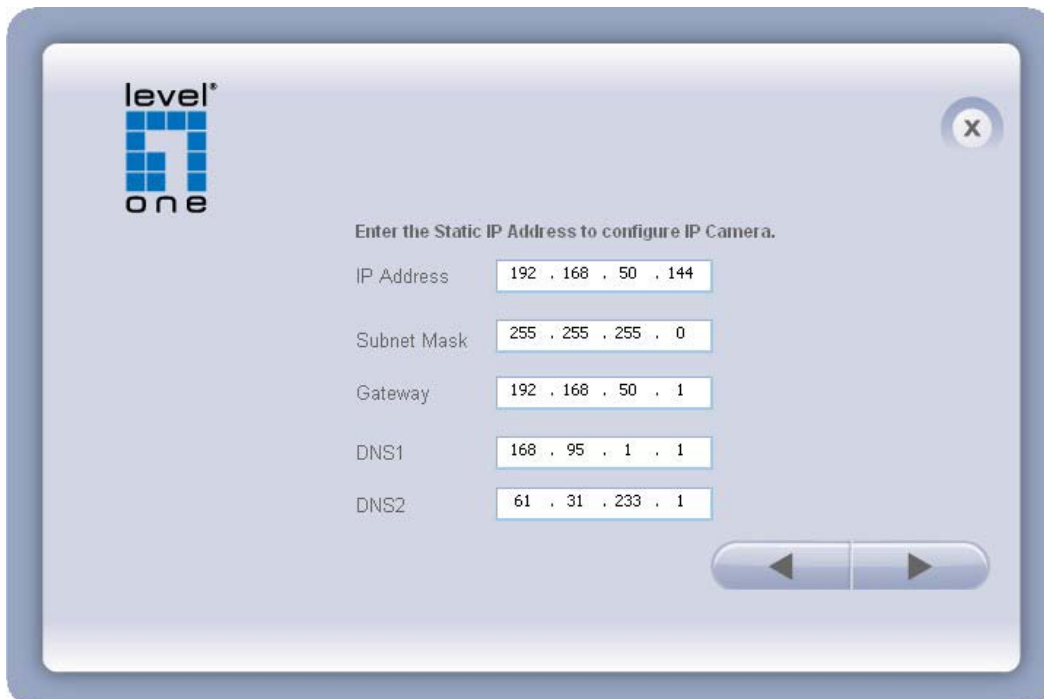 level®
one
X
Enter the Static IP Address to configure IP Camera.
IP Address 192 . 168 . 50 . 144
Subnet Mask 255 . 255 . 255 . 0
Gateway 192 . 168 . 50 . 1
DNS1 168 . 95 . 1 . 1
DNS2 61 . 31 . 233 . 1